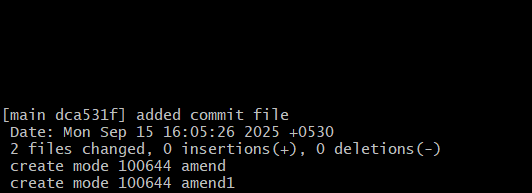 [main dca531f] added commit file
Date: Mon Sep 15 16:05:26 2025 +0530
2 files changed, 0 insertions(+), 0 deletions(-)
create mode 100644 amend
create mode 100644 amend1